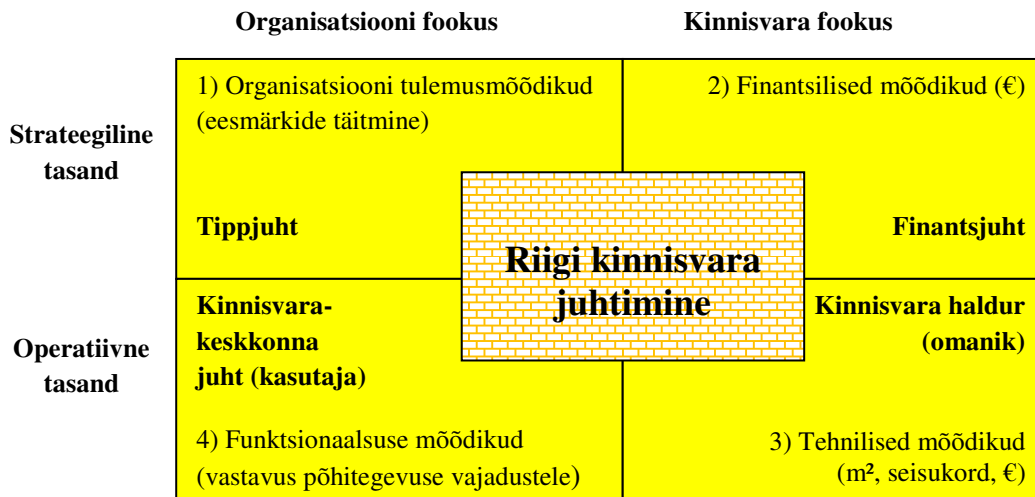 Organisatsiooni fookus
Kinnisvara fookus
Strateegiline
tasand
1) Organisatsiooni tulemusmõõdikud
(eesmärkide täitmine)
Tippjuht
2) Finantsilised mõõdikud (€)
Finantsjuht
Riigi kinnisvara
juhtimine
Operatiivne
tasand
Kinnisvara-
keskkonna
juht (kasutaja)
4) Funktsionaalsuse mõõdikud
(vastavus põhitegevuse vajadustele)
Kinnisvara haldur
(omanik)
3) Tehnilised mõõdikud
(m², seisukord, €)